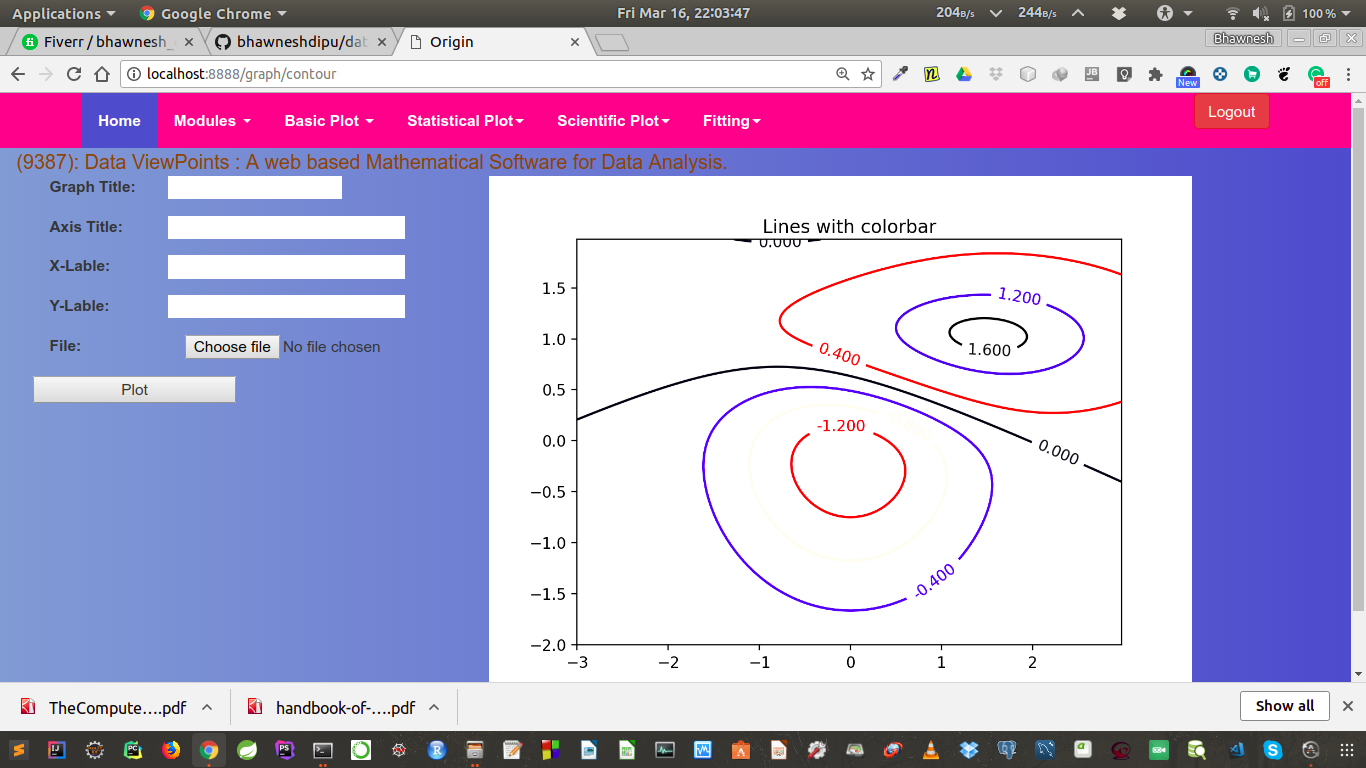 Applications
Google Chrome
Fri Mar 16, 22:03:47
204B/s
244B/s
100%
Fiverr / bhawnesh_
bhawneshdipu/dat
Origin
Bhawnesh
localhost:8888/graph/contour
New
off
Home
Modules
Basic Plot
Statistical Plot
Scientific Plot
Fitting
Logout
(9387): Data ViewPoints : A web based Mathematical Software for Data Analysis.
Graph Title:
Axis Title:
X-Lable:
Y-Lable:
File:
Choose file No file chosen
Plot
Lines with colorbar
0.000
1.200
1.600
0.400
0.000
-1.200
-0.400
1.5
1.0
0.5
0.0
−0.5
−1.0
−1.5
−2.0
−3 −2 −1 0 1 2
TheCompute....pdf
handbook-of-....pdf
Show all